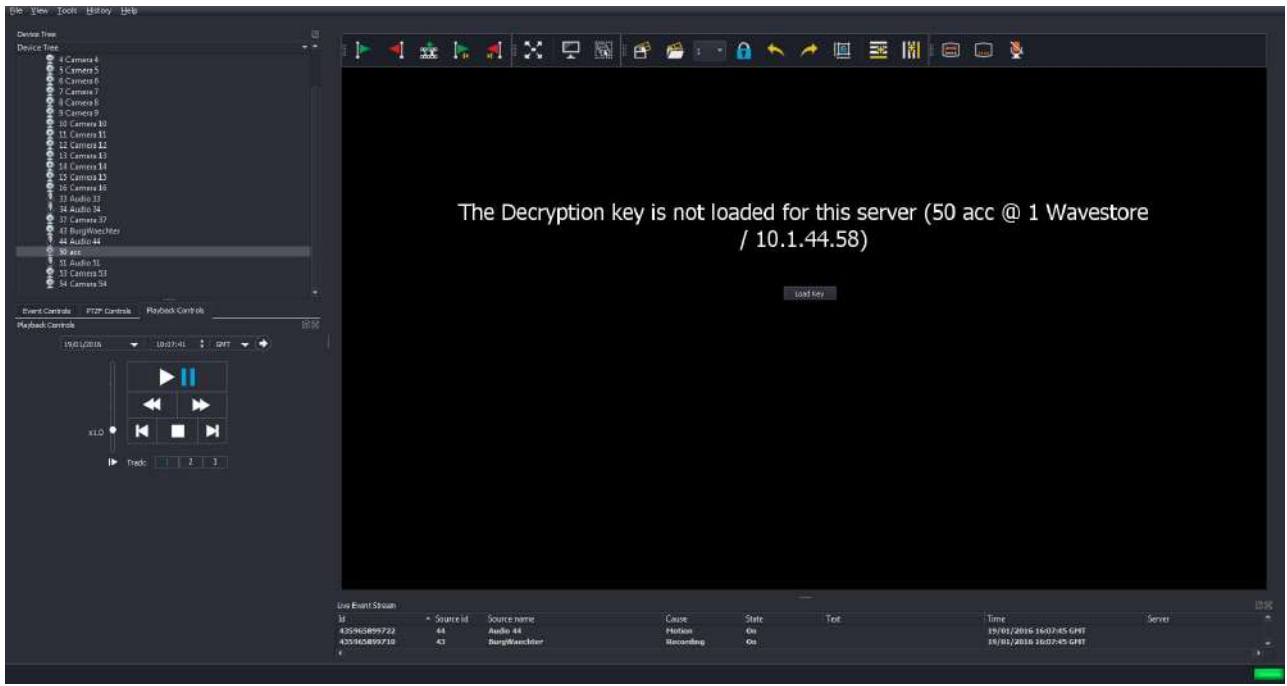 File View Tools History Help
Device Tree
Device Tree
4 Camera 4
5 Camera 5
6 Camera 6
7 Camera 7
8 Camera 8
9 Camera 9
10 Camera 10
11 Camera 11
12 Camera 12
13 Camera 13
14 Camera 14
15 Camera 15
16 Camera 16
33 Audio 33
34 Audio 34
37 Camera 37
43 BurgWaechter
44 Audio 44
50 acc
51 Audio 51
53 Camera 53
54 Camera 54
The Decryption key is not loaded for this server (50 acc @ 1 Wavestore
/ 10.1.44.58)
Load Key
Event Controls PTZF Controls Playback Controls
Playback Controls
19/01/2016 10:07:41 GMT
x1.0
Track: 1 2 3
Live Event Stream
Id Source id Source name Cause State Text Time Server
435965899722 44 Audio 44 Motion On 19/01/2016 16:07:45 GMT
435965899710 43 BurgWaechter Recording On 19/01/2016 16:07:45 GMT